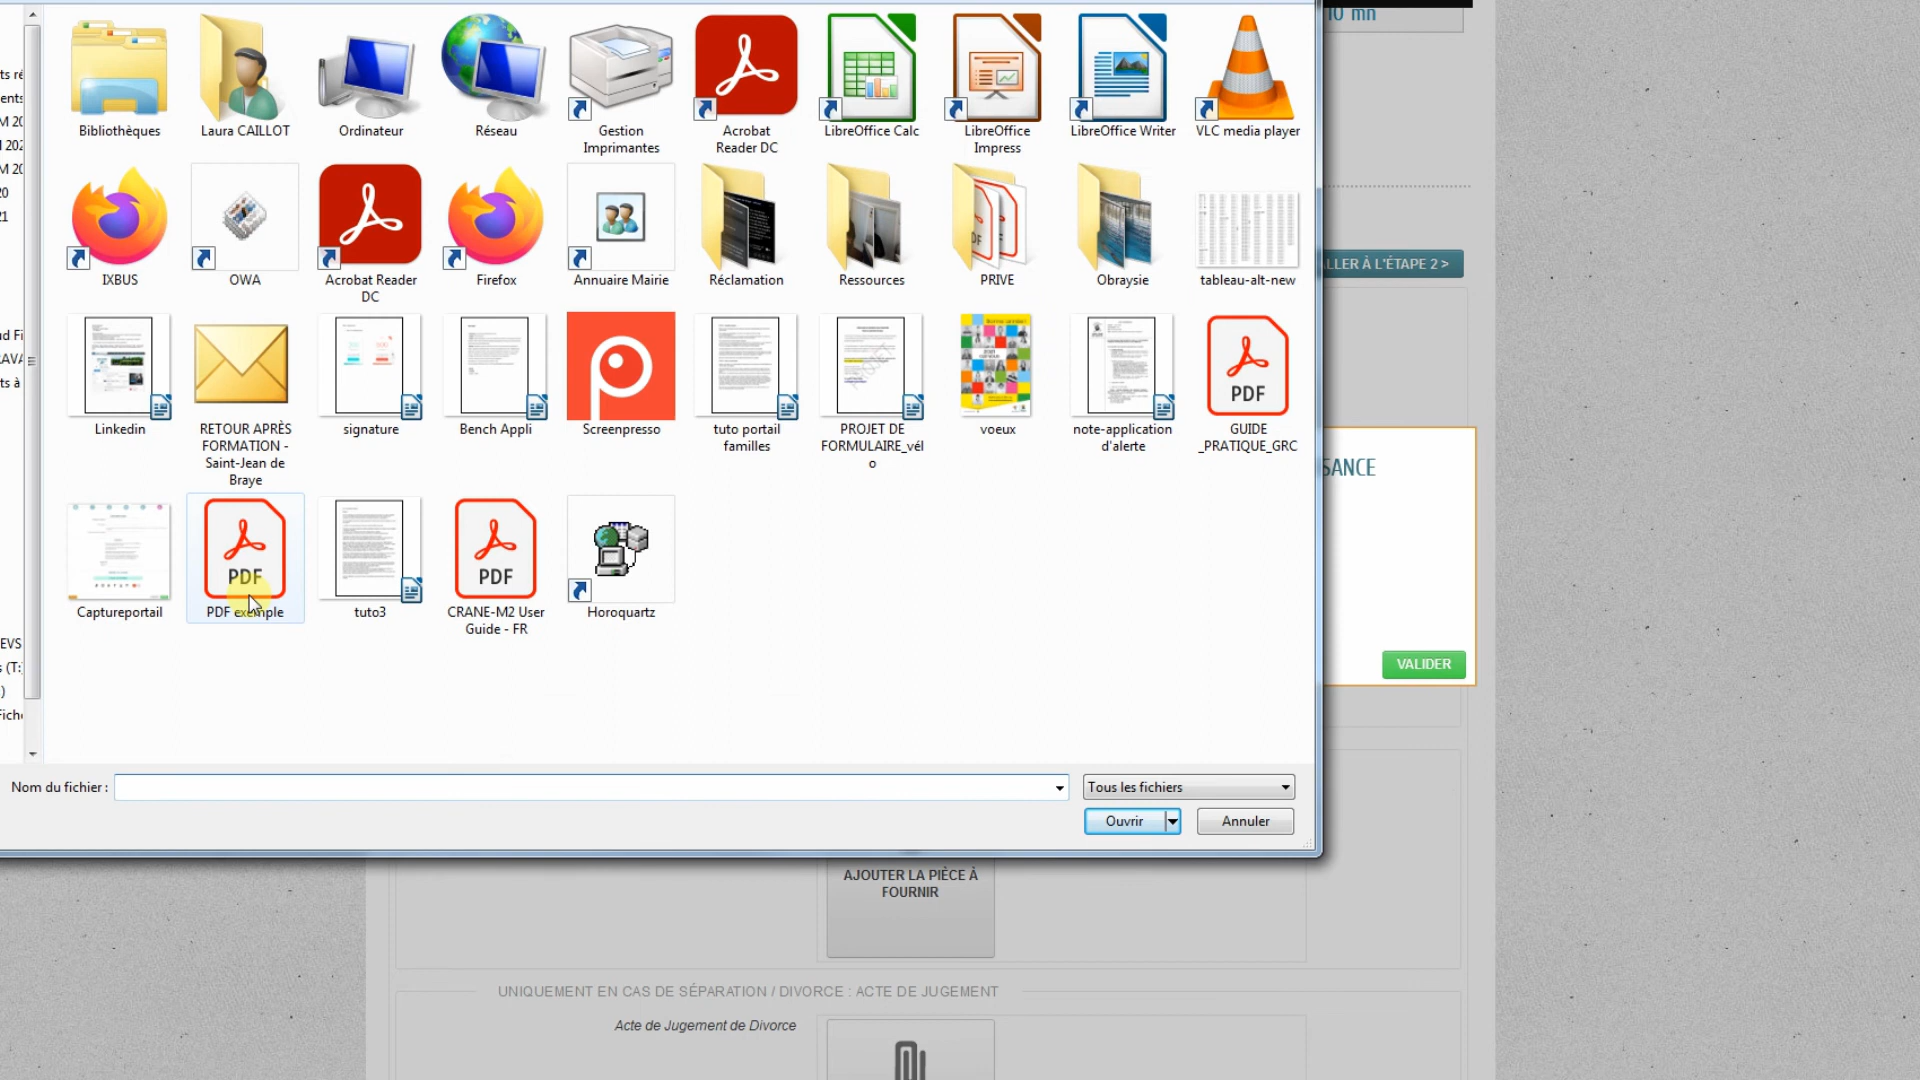 10 mn
Bibliothèques
Laura CAILLOT
Ordinateur
Réseau
Gestion
Imprimantes
Acrobat
Reader DC
LibreOffice Calc
LibreOffice
Impress
LibreOffice Writer
VLC media player
IXBUS
OWA
Acrobat Reader
DC
Firefox
Annuaire Mairie
Réclamation
Ressources
PRIVE
Obraysie
tableau-alt-new
LLER À L'ÉTAPE 2 >
Linkedin
RETOUR APRÈS
FORMATION -
Saint-Jean de
Braye
signature
Bench Appli
Screenpresso
tuto portail
familles
PROJET DE
FORMULAIRE_vél
o
voeux
note-application
d'alerte
PDF
GUIDE
_PRATIQUE_GRC
SANCE
Captureportail
PDF
PDF exemple
tuto3
PDF
CRANE-M2 User
Guide - FR
Horoquartz
VALIDER
Nom du fichier :
Tous les fichiers
Ouvrir
Annuler
AJOUTER LA PIÈCE À
FOURNIR
UNIQUEMENT EN CAS DE SÉPARATION / DIVORCE : ACTE DE JUGEMENT
Acte de Jugement de Divorce